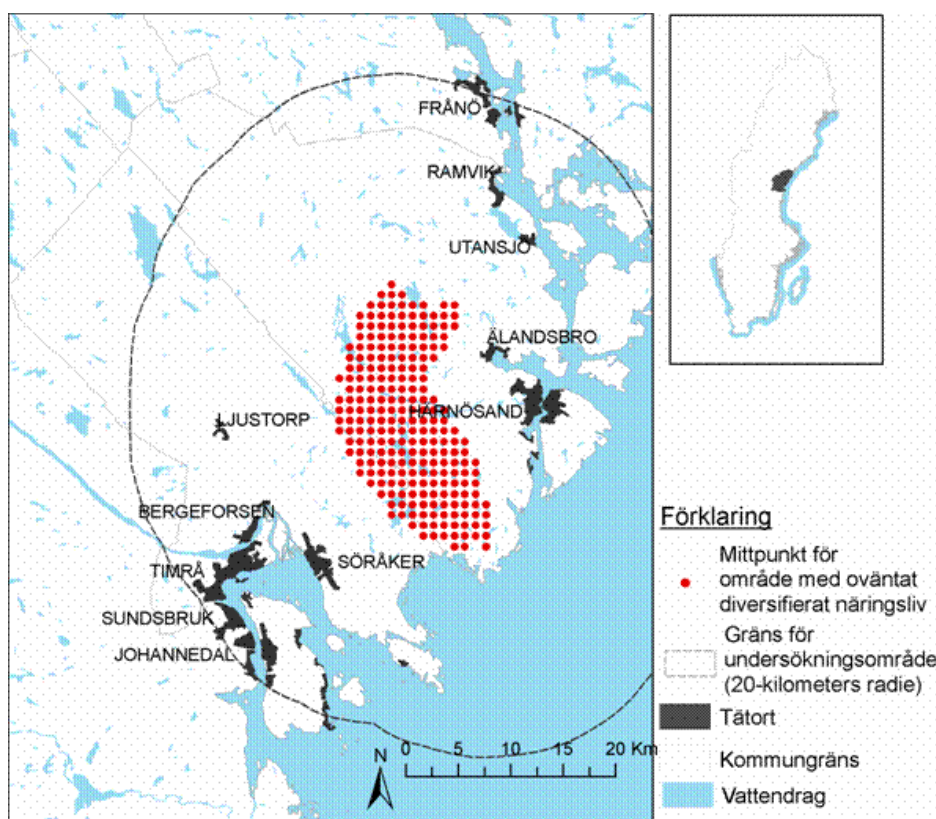 FRÅNÖ
RAMVIK
UTANSJÖ
ÄLANDSBRO
HÄRNÖSAND
LJUSTORP
BERGEFORSEN
SÖRÅKER
TIMRÅ
SUNDSBRUK
JOHANNEDAL
N
0 5 10 15 20 Km
Förklaring
Mittpunkt för
område med oväntat
diversifierat näringsliv
Gräns för
undersökningsområde
(20-kilometers radie)
Tätort
Kommungräns
Vattendrag